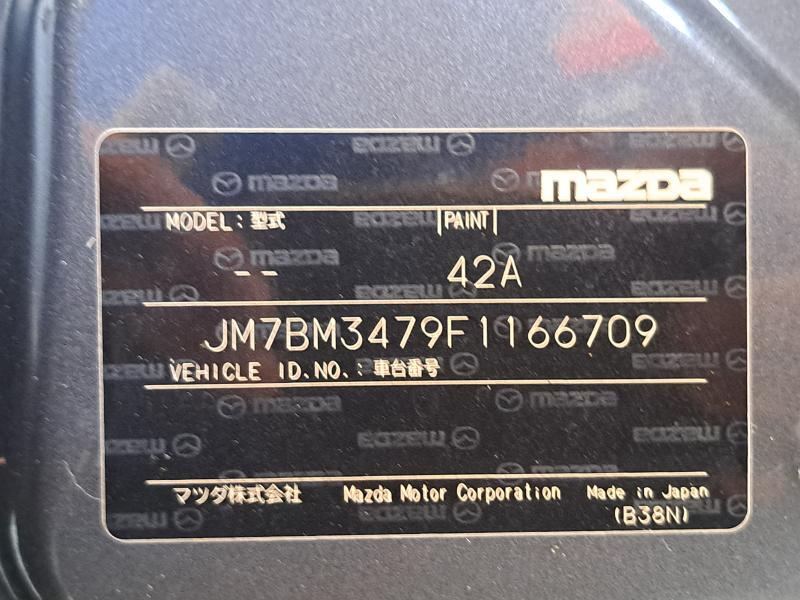 mazda
MODEL: 型式 PAINT
-- 42A
JM7BM3479F1166709
VEHICLE ID.NO.: 車台番号
マツダ株式会社 Mazda Motor Corporation Made in Japan
(B38N)